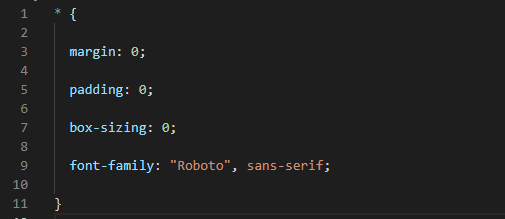 1 * {
2
3 margin: 0;
4
5 padding: 0;
6
7 box-sizing: 0;
8
9 font-family: "Roboto", sans-serif;
10
11 }